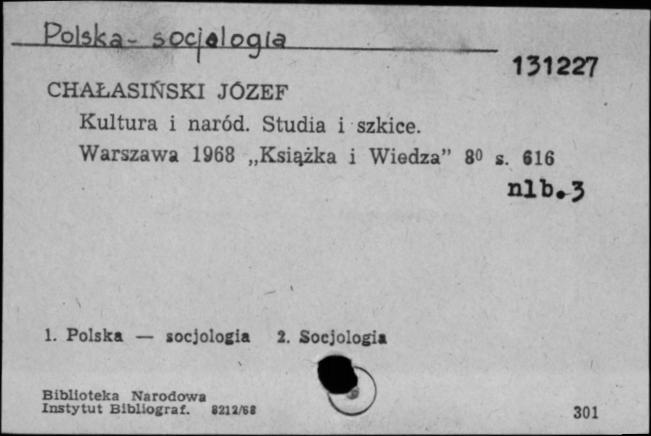 Polska - socjologia
131227
CHAŁASIŃSKI JÓZEF
Kultura i naród. Studia i szkice.
Warszawa 1968 „Książka i Wiedza” 8⁰ s. 616
nlb.3
1. Polska — socjologia 2. Socjologia
Biblioteka Narodowa
Instytut Bibliograf. 8212/68
301